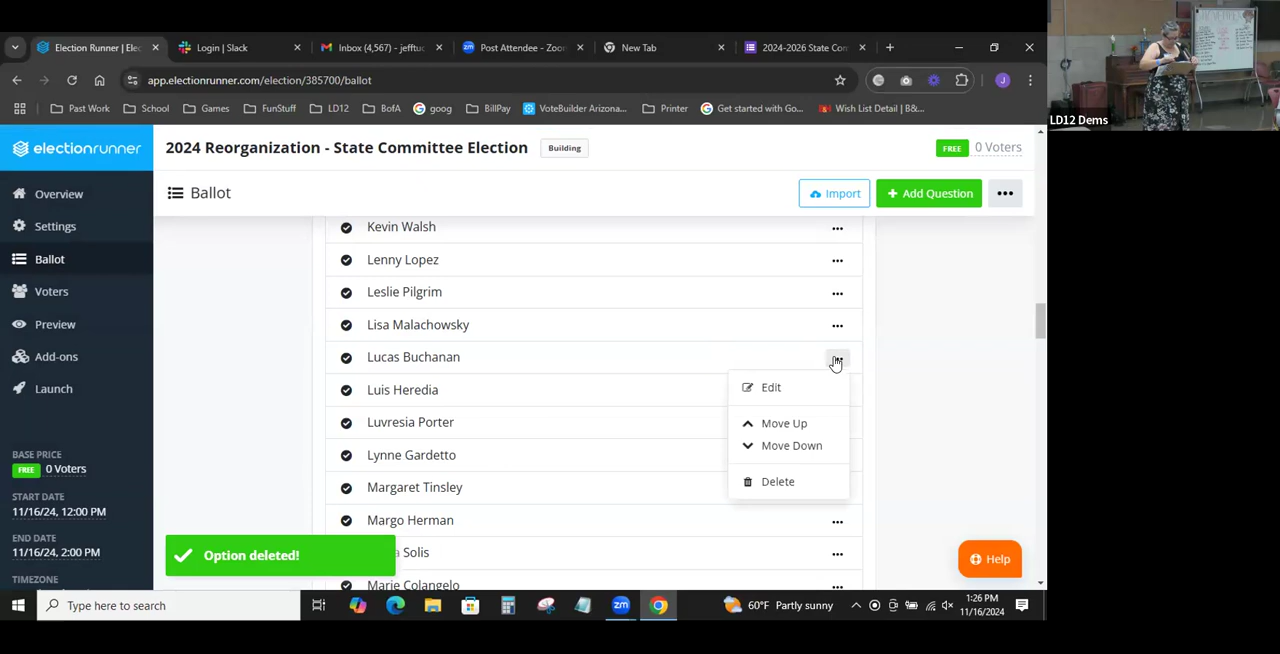 Election Runner | Elec
Login | Slack
Inbox (4,567) - jefftuc
Post Attendee - Zoo
New Tab
2024-2026 State Com
app.electionrunner.com/election/385700/ballot
J
Past Work
School
Games
FunStuff
LD12
BofA
goog
BillPay
VoteBuilder Arizona...
Printer
Get started with Go...
Wish List Detail | B&...
LD12 Dems
electionrunner
2024 Reorganization - State Committee Election
Building
FREE
0 Voters
Ballot
Import
Add Question
Overview
Settings
Ballot
Voters
Preview
Add-ons
Launch
BASE PRICE
FREE 0 Voters
START DATE
11/16/24, 12:00 PM
END DATE
11/16/24, 2:00 PM
TIMEZONE
Kevin Walsh
Lenny Lopez
Leslie Pilgrim
Lisa Malachowsky
Lucas Buchanan
Luis Heredia
Luvresia Porter
Lynne Gardetto
Margaret Tinsley
Margo Herman
a Solis
Marie Colangelo
Edit
Move Up
Move Down
Delete
Option deleted!
Help
Type here to search
zm
60°F Partly sunny
1:26 PM
11/16/2024